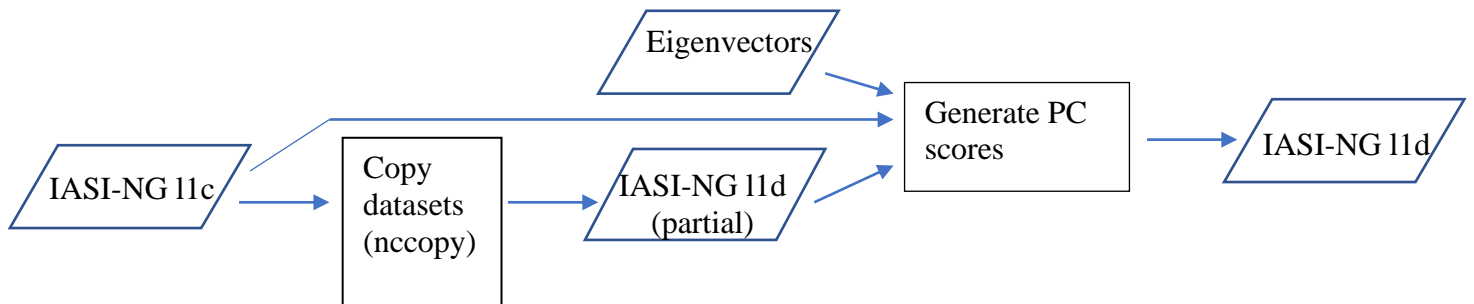 Eigenvectors
Generate PC
scores
IASI-NG l1d
IASI-NG l1c
Copy
datasets
(nccopy)
IASI-NG l1d
(partial)